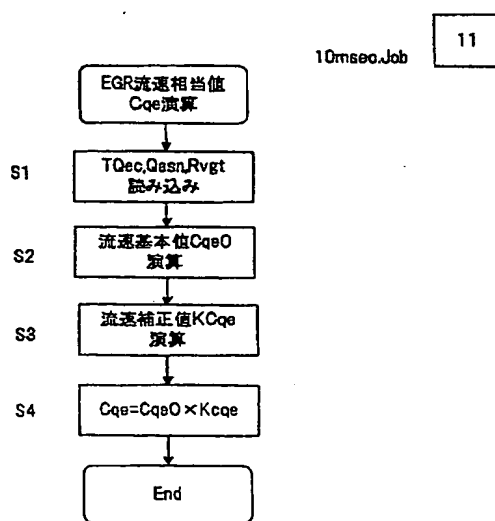 11
10msec.Job
EGR流速相当値
Cqe演算
S1
TQec,Qasn,Rvgt
読み込み
S2
流速基本値Cqe0
演算
S3
流速補正値KCqe
演算
S4
Cqe=Cqe0×Kcqe
End